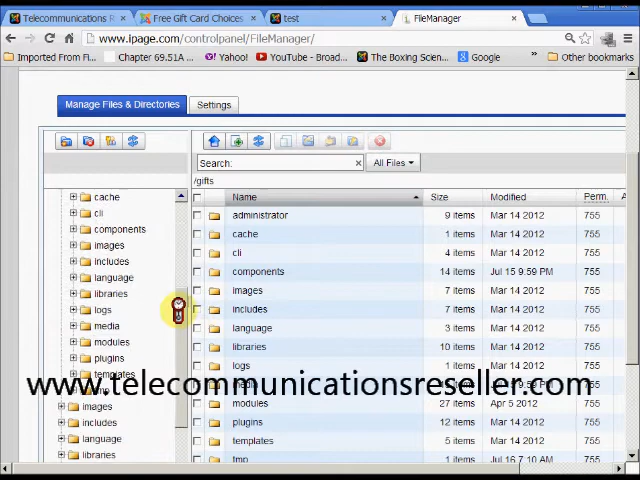 Telecommunications R
Free Gift Card Choices
test
FileManager
www.ipage.com/controlpanel/FileManager/
Imported From Fi...
Chapter 69.51A
Yahoo!
YouTube - Broad...
The Boxing Scien...
Google
Other bookmarks
Manage Files & Directories
Settings
Search:
All Files
/gifts
Name Size Modified Perm.
cache
cli
components
images
includes
language
libraries
logs
media
modules
plugins
templates
images
includes
language
libraries
administrator 9 items Mar 14 2012 755
cache 1 items Mar 14 2012 755
cli 4 items Mar 14 2012 755
components 14 items Jul 15 9:59 PM 755
images 7 items Mar 14 2012 755
includes 7 items Mar 14 2012 755
language 3 items Mar 14 2012 755
libraries 10 items Mar 14 2012 755
logs 1 items Mar 14 2012 755
www.telecommunicationsreseller.com
modules 27 items Apr 5 2012 755
plugins 12 items Mar 14 2012 755
templates 5 items Mar 14 2012 755
tmp 1 items Jul 16 7:10 AM 755